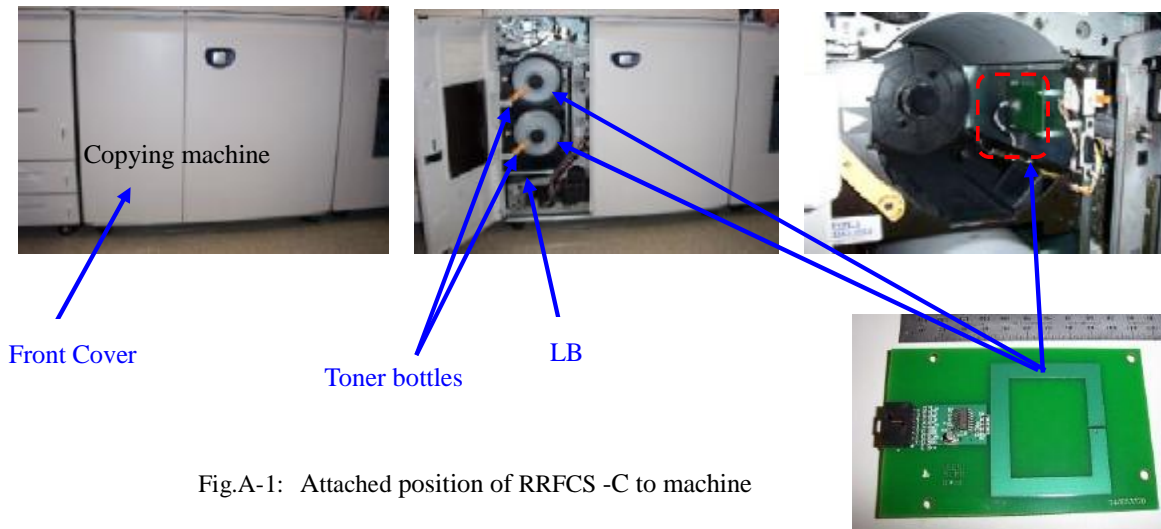 Copying machine
Front Cover
Toner bottles
LB
Fig.A-1: Attached position of RRFCS -C to machine